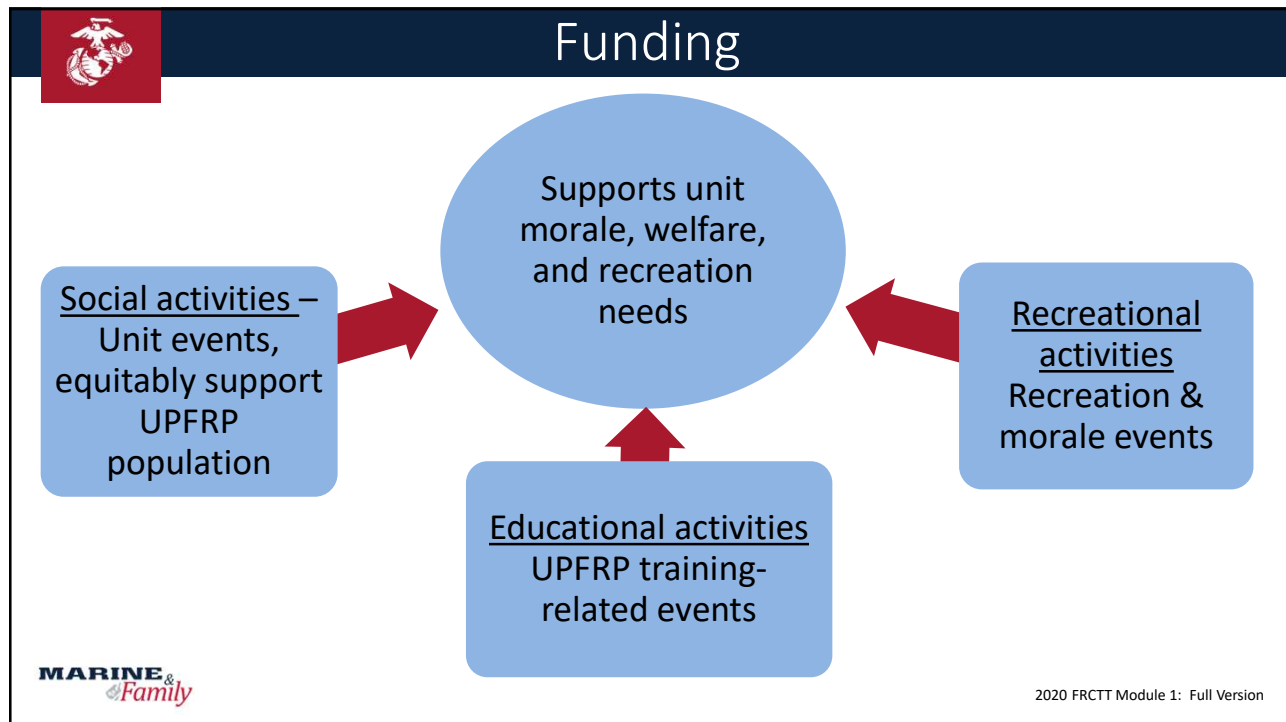 Funding
Supports unit
morale, welfare,
and recreation
needs
Social activities –
Unit events,
equitably support
UPFRP
population
Educational activities
UPFRP training-
related events
Recreational
activities
Recreation &
morale events
MARINE &
Family
2020 FRCTT Module 1: Full Version